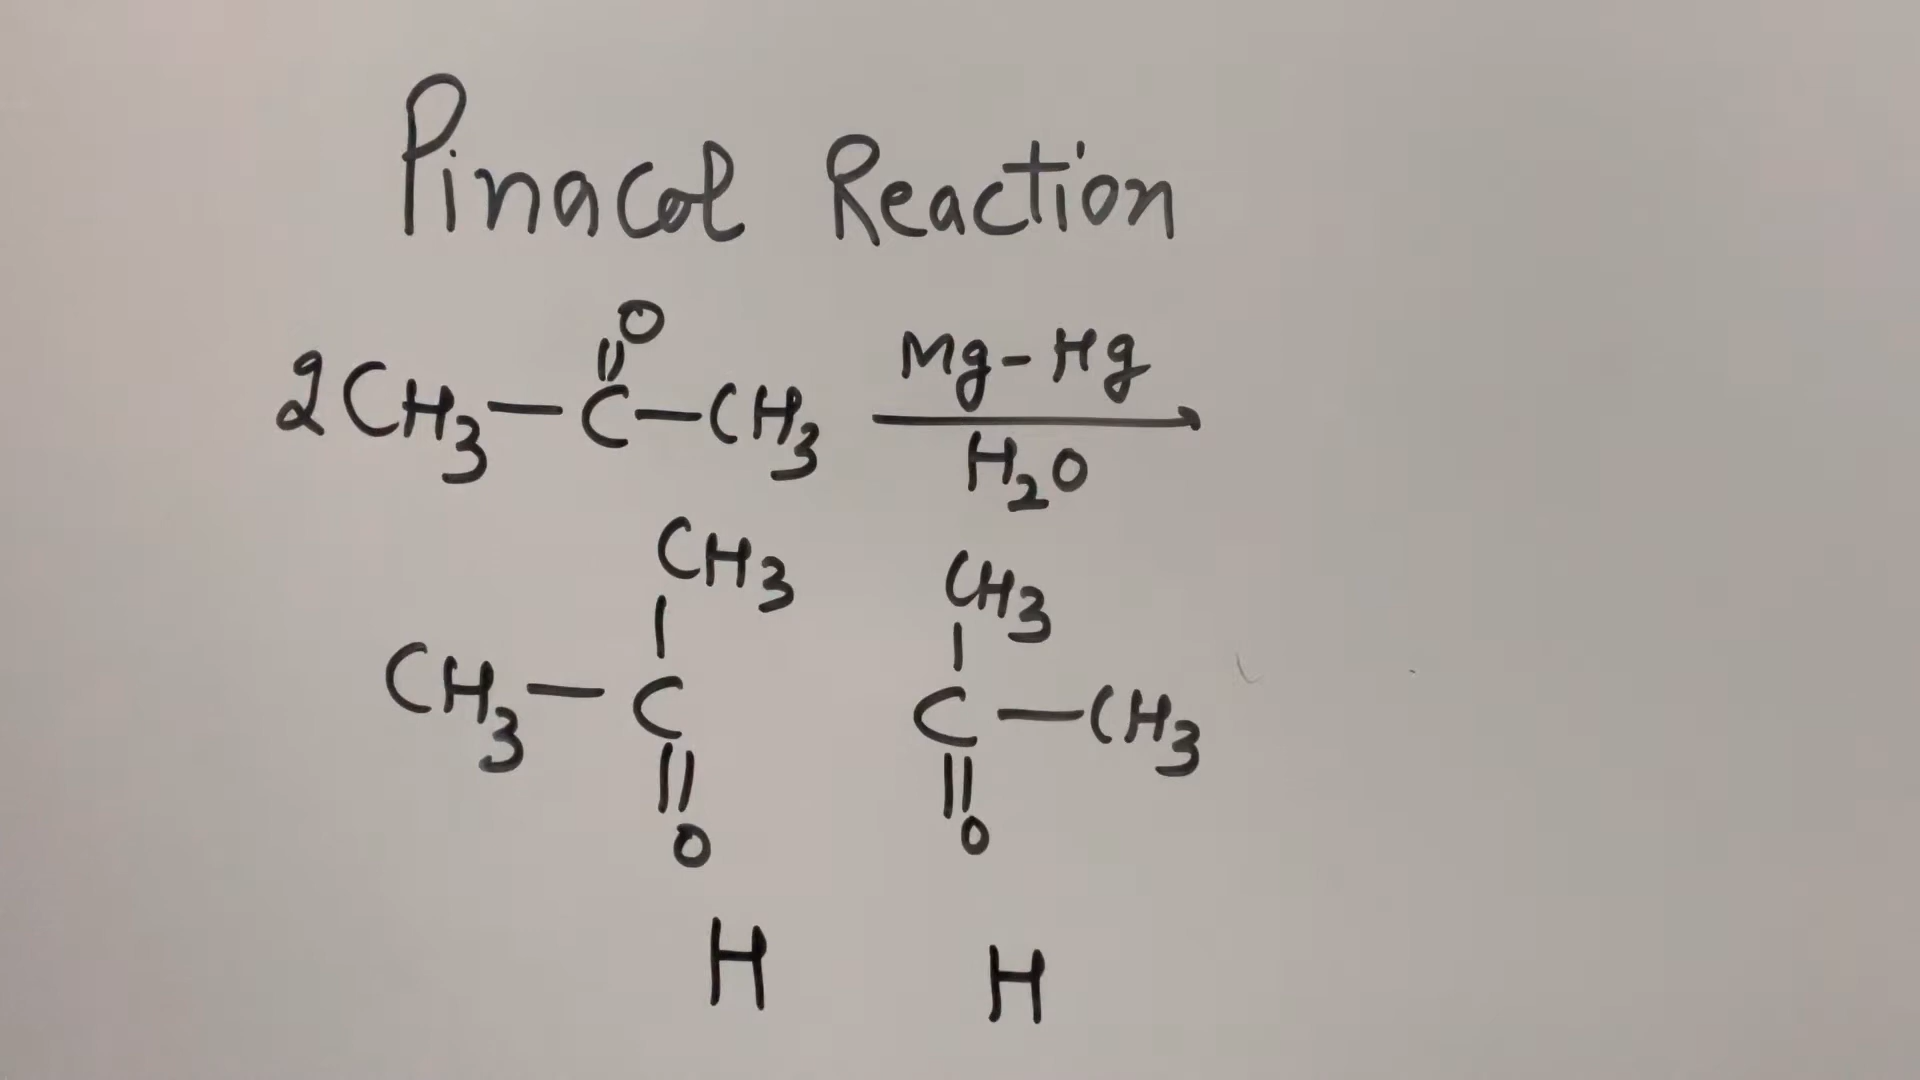 Pinacol Reaction
O
Mg-Hg
2CH3-C-CH3
H2O
CH3 CH3
CH3-C C-CH3
O O
H H